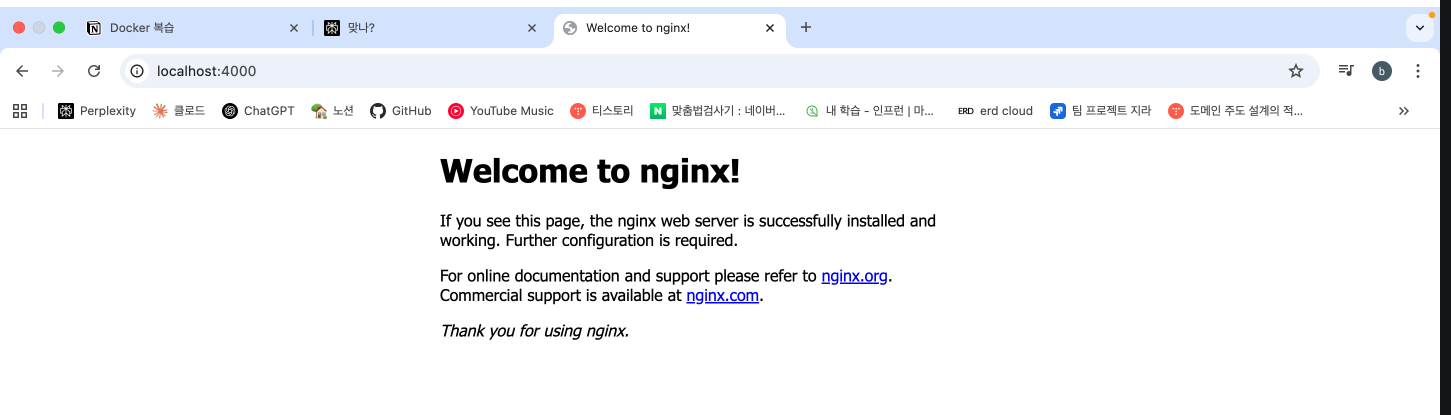 Docker 복습
맞나?
Welcome to nginx!
localhost:4000
b
Perplexity
클로드
ChatGPT
노션
GitHub
YouTube Music
티스토리
N
맞춤법검사기 : 네이버...
내 학습 - 인프런 | 마...
ERD
erd cloud
팀 프로젝트 지라
도메인 주도 설계의 적...
Welcome to nginx!
If you see this page, the nginx web server is successfully installed and
working. Further configuration is required.
For online documentation and support please refer to nginx.org.
Commercial support is available at nginx.com.
Thank you for using nginx.